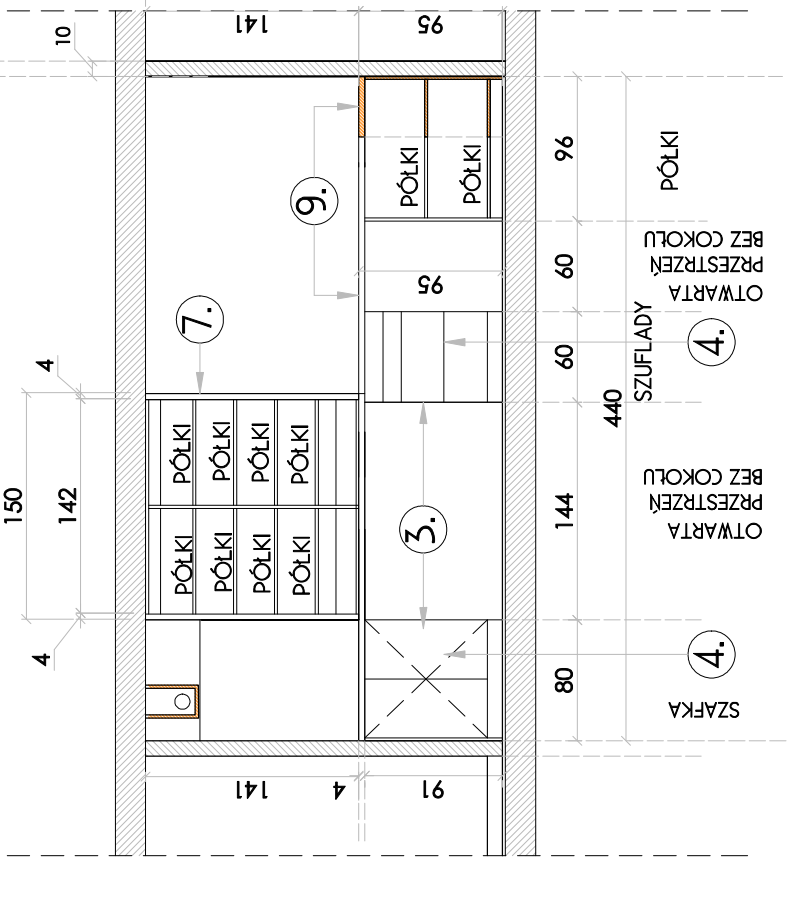 141
95
10
96
PÓŁKI
PÓŁKI
PÓŁKI
9.
OTWARTA
PRZESTRZEŃ
BEZ COKOŁU
60
95
7.
4
60
SZUFLADY
4.
440
150
142
PÓŁKI
PÓŁKI
PÓŁKI
PÓŁKI
3.
144
OTWARTA
PRZESTRZEŃ
BEZ COKOŁU
PÓŁKI
PÓŁKI
PÓŁKI
PÓŁKI
4
4.
80
SZAFKA
141
4
91